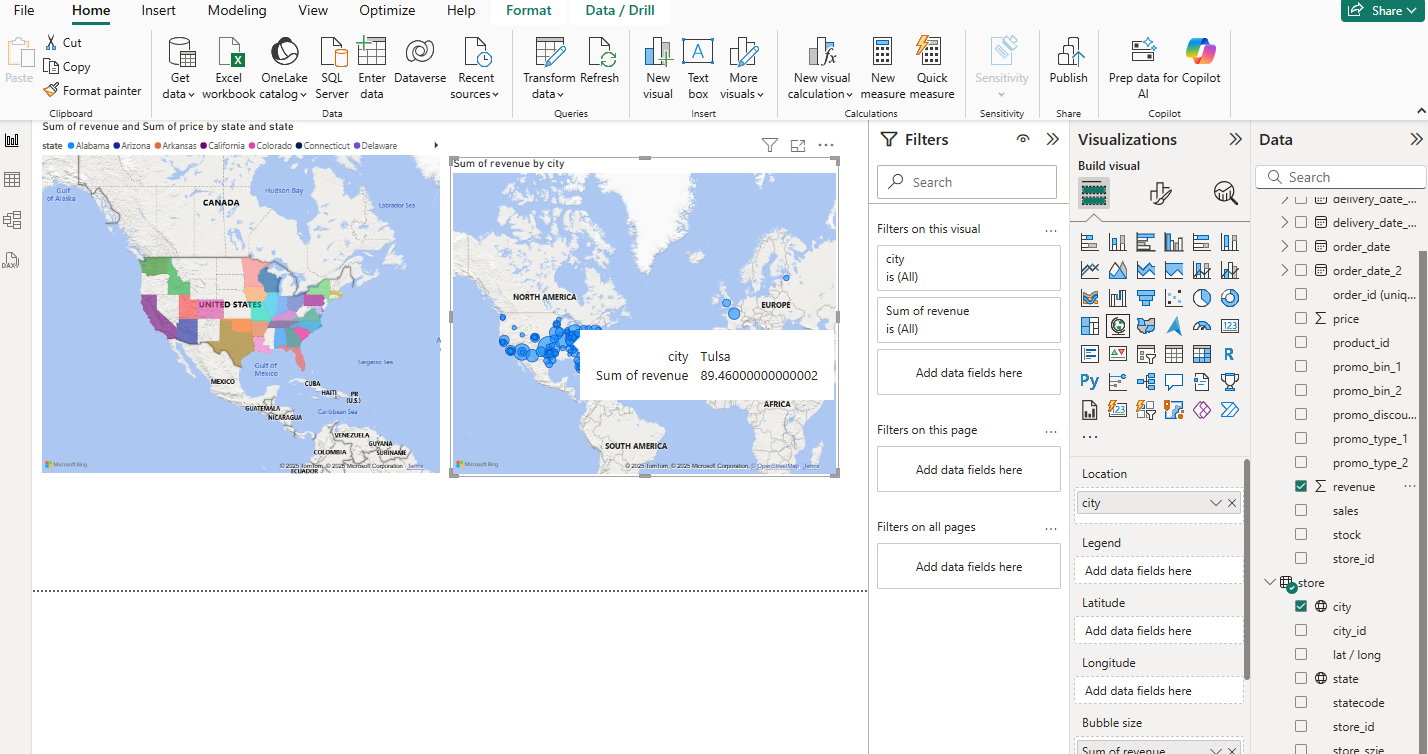 File Home Insert Modeling View Optimize Help Format Data / Drill Share
Paste
Cut
Copy
Format painter
Clipboard
Get
data
Excel
workbook
OneLake
catalog
SQL
Server
Enter
data
Dataverse
Recent
sources
Data
Transform
data
Refresh
Queries
New
visual
Text
box
More
visuals
Insert
New visual
calculation
New
measure
Quick
measure
Calculations
Sensitivity
Sensitivity
Publish
Share
Prep data for
AI
Copilot
Copilot
Sum of revenue and Sum of price by state and state
state Alabama Arizona Arkansas California Colorado Connecticut Delaware
Gulf
of Alaska
Hudson Bay
CANADA
Labrador Sea
UNITED STATES
Sargasso Sea
Gulf of
Mexico
MEXICO
CUBA
HAITI
PR
(U.S.)
GUATEMALA
Caribbean Sea
NICARAGUA
VENEZUELA
GUYANA
COLOMBIA
SURINAME
ECUADOR
Microsoft Bing
© 2025 TomTom, © 2025 Microsoft Corporation Terms
Sum of revenue by city
NORTH AMERICA
EUROPE
city Tulsa
Sum of revenue 89.46000000000002
AFRICA
SOUTH AMERICA
Microsoft Bing
© 2025 TomTom, © 2025 Microsoft Corporation, © OpenStreetMap Terms
Filters
Search
Filters on this visual
city
is (All)
Sum of revenue
is (All)
Add data fields here
Filters on this page
Add data fields here
Filters on all pages
Add data fields here
Visualizations
Build visual
123
R
Py
Location
city
Legend
Add data fields here
Latitude
Add data fields here
Longitude
Add data fields here
Bubble size
Sum of revenue
Data
Search
delivery_date_...
delivery_date_...
order_date
order_date_2
order_id (uniq...
price
product_id
promo_bin_1
promo_bin_2
promo_discou...
promo_type_1
promo_type_2
revenue
sales
stock
store_id
store
city
city_id
lat / long
state
statecode
store_id
store_szie
DAX